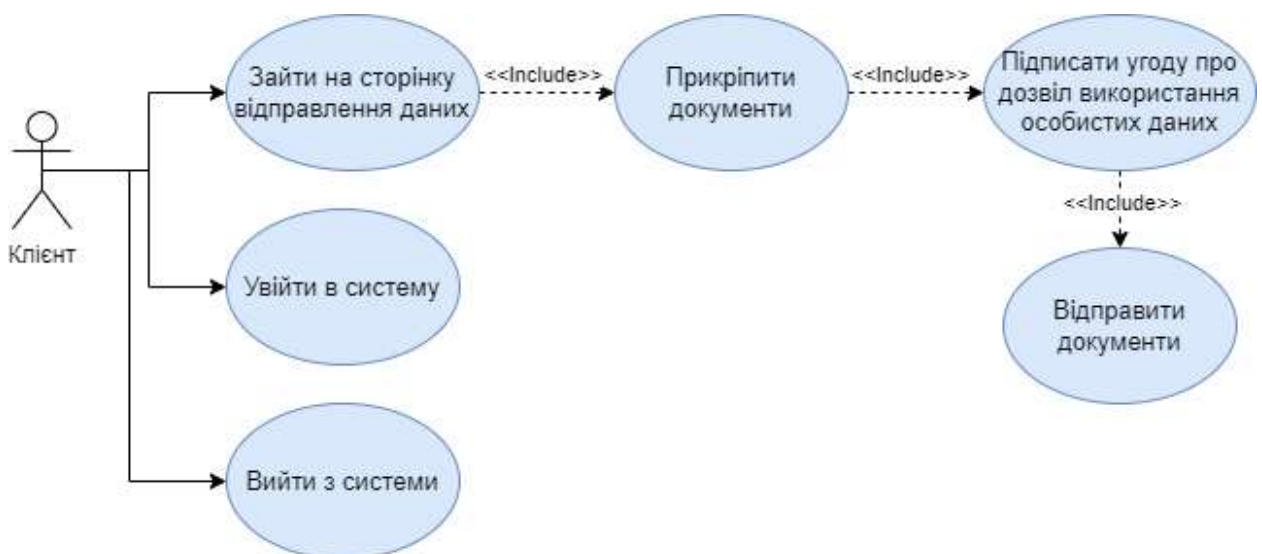 Зайти на сторінку
відправлення даних
<<Include>>
Прикріпити
документи
<<Include>>
Підписати угоду про
дозвіл використання
особистих даних
<<Include>>
Клієнт
Увійти в систему
Відправити
документи
Вийти з системи